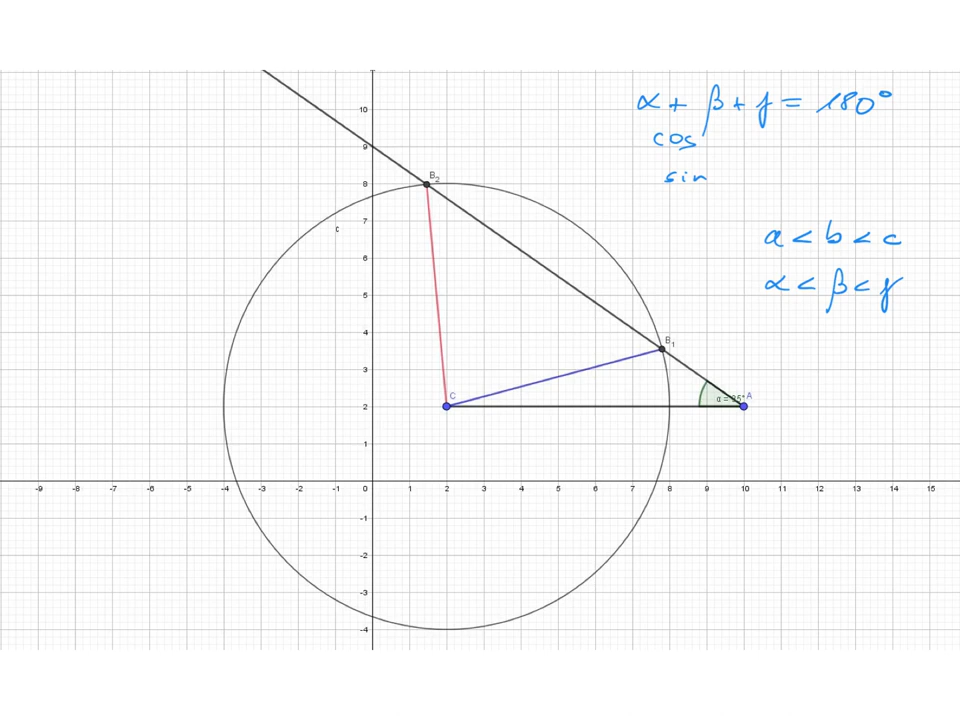 α + β + γ = 180°
cos
sin
a < b < c
α < β < γ
10
9
8
7
6
5
4
3
2
1
0
-1
-2
-3
-4
-9 -8 -7 -6 -5 -4 -3 -2 -1 1 2 3 4 5 6 7 8 9 10 11 12 13 14 15
B₂
c
B₁
C
α = 35°
A